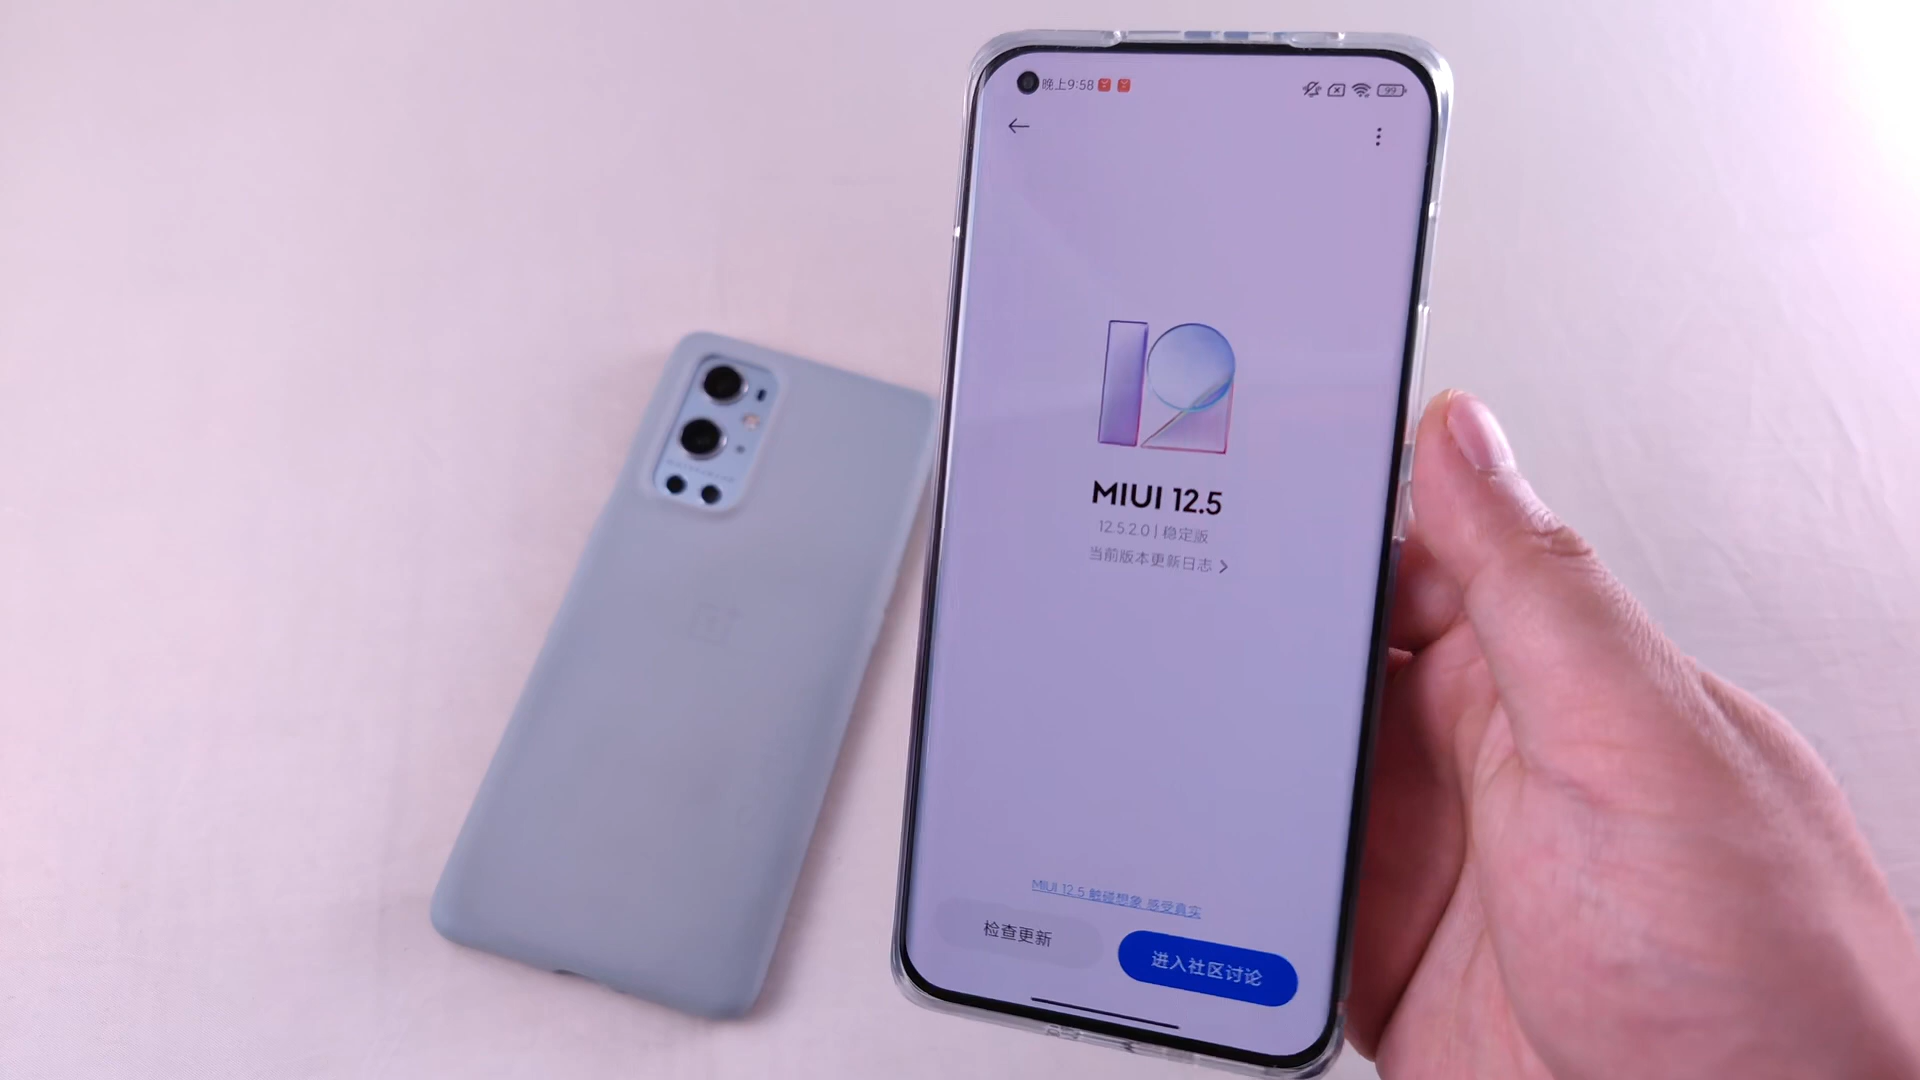 晚上9:58
99
MIUI 12.5
12.5.2.0 | 稳定版
当前版本更新日志 >
MIUI 12.5 触碰想象 感受真实
检查更新
进入社区讨论